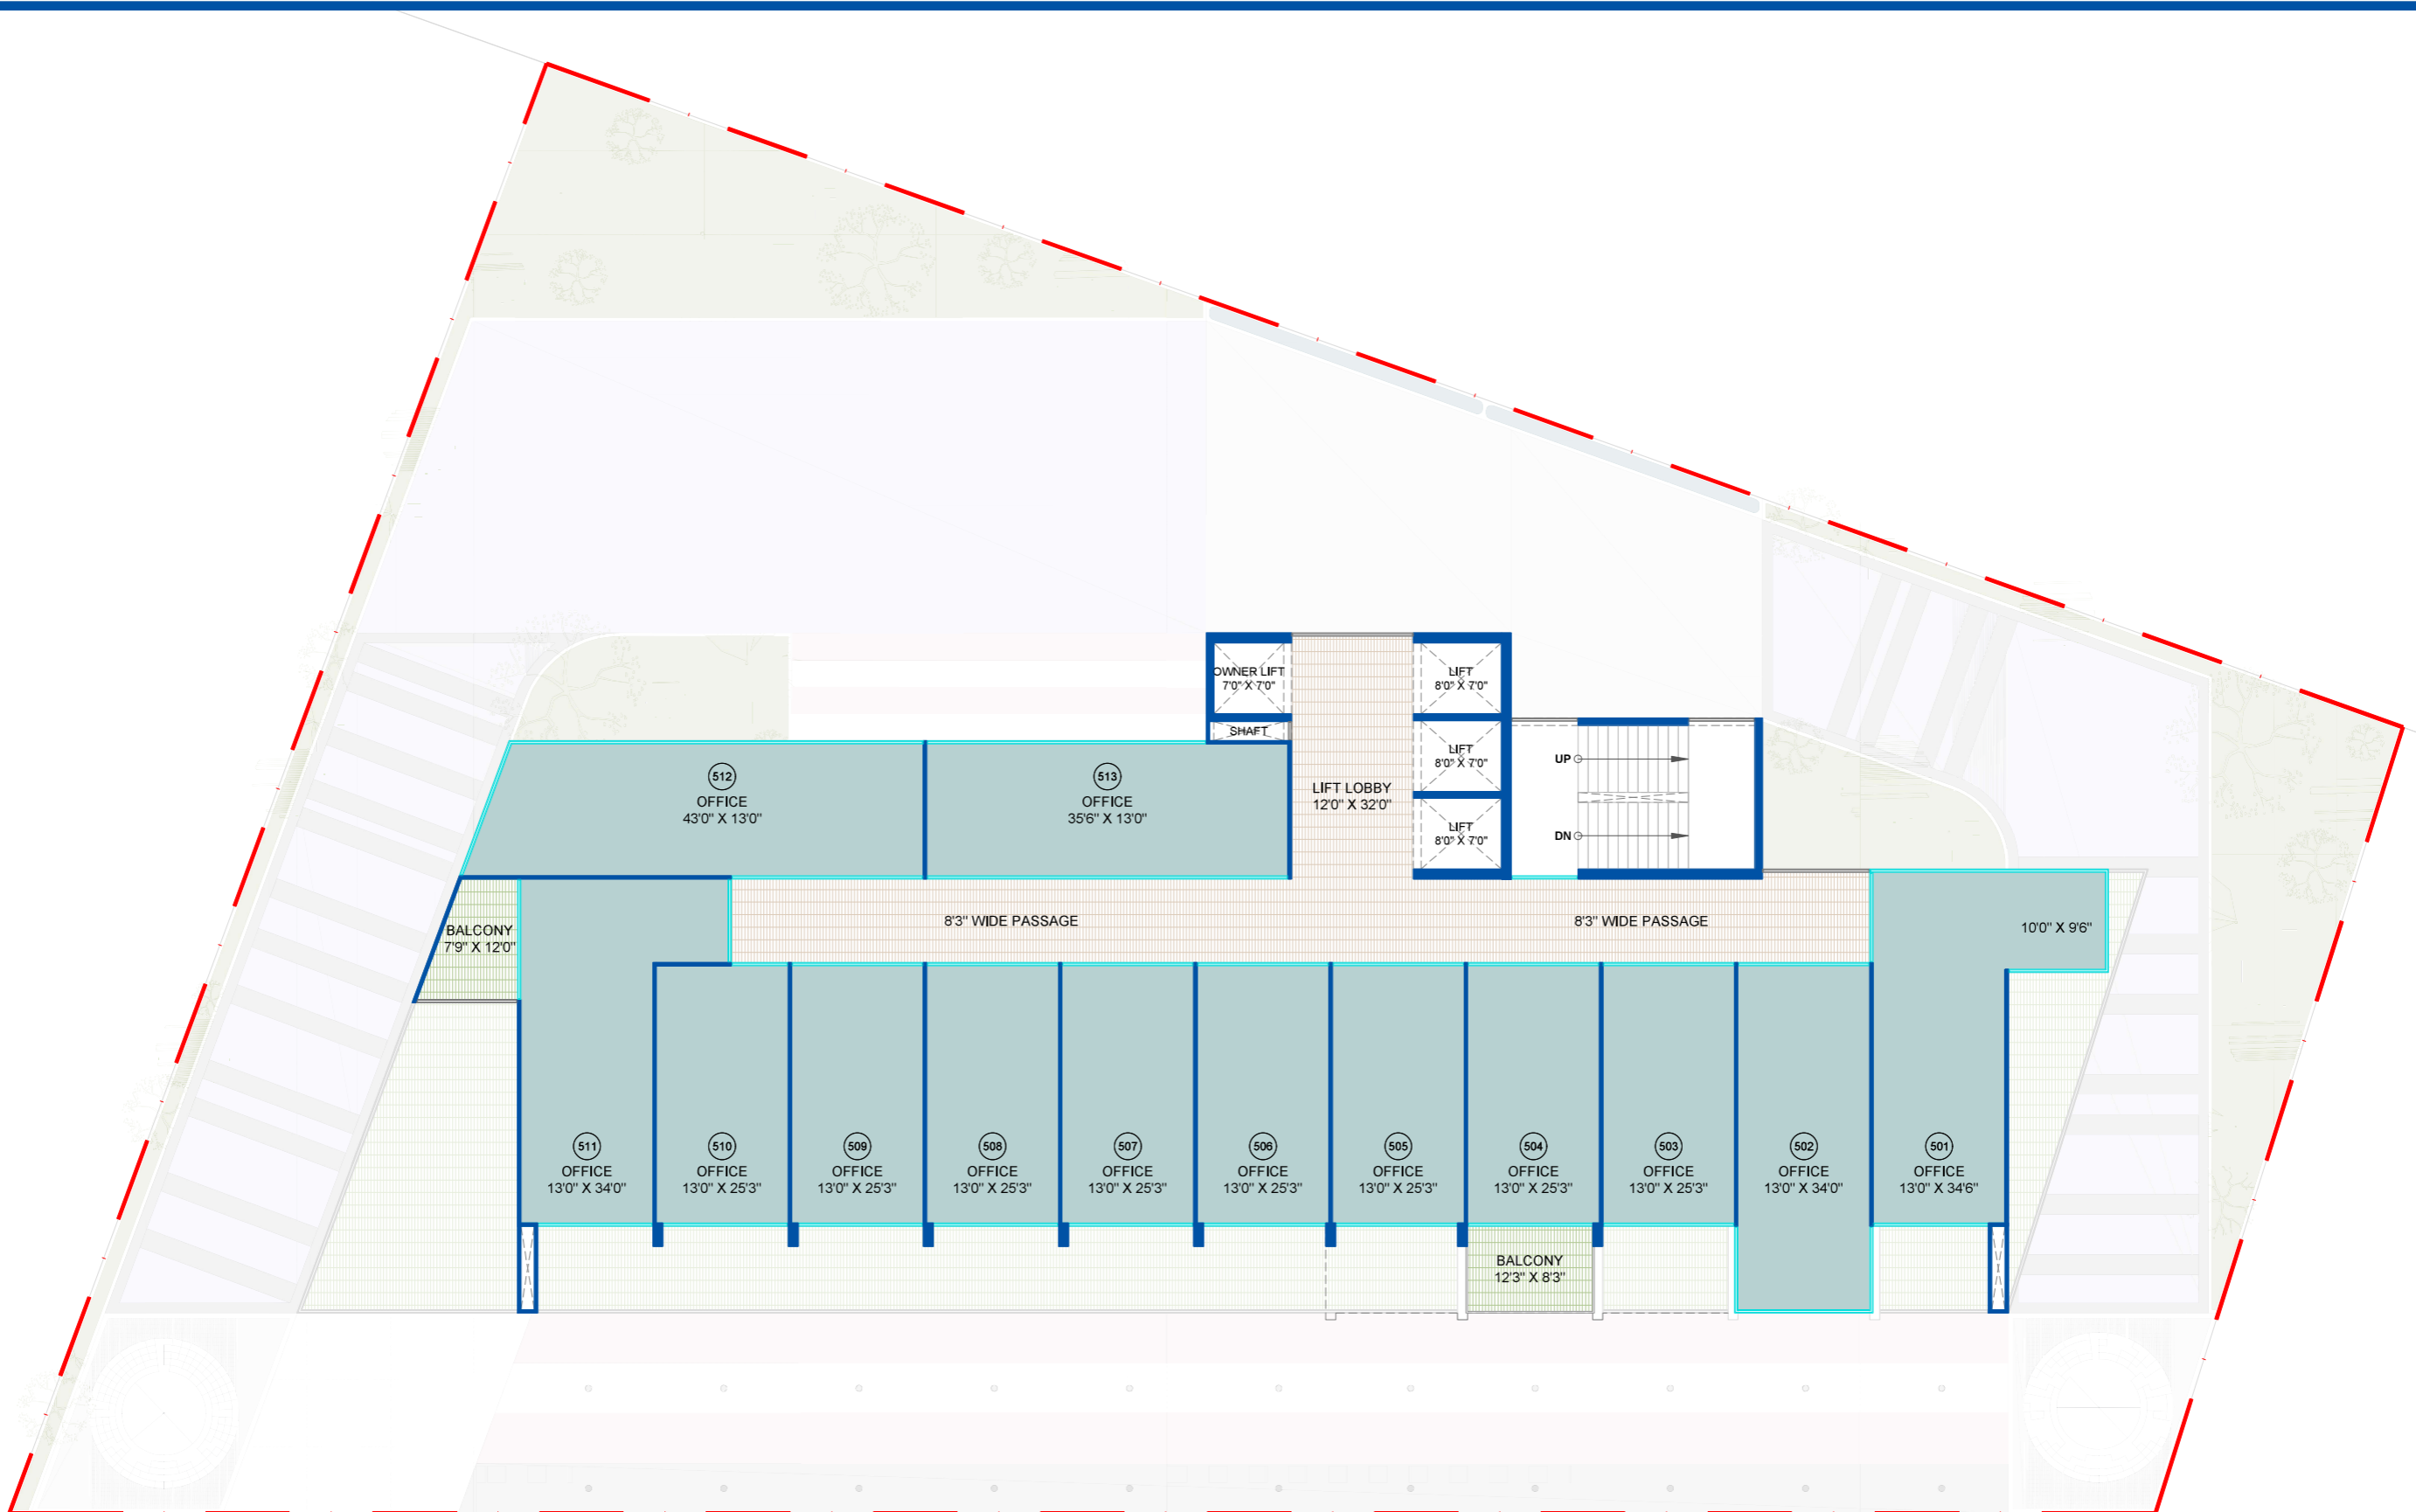 OWNER LIFT
7'0" X 7'0"
LIFT
8'0" X 7'0"
SHAFT
LIFT
8'0" X 7'0"
UP
512
OFFICE
43'0" X 13'0"
513
OFFICE
35'6" X 13'0"
LIFT LOBBY
12'0" X 32'0"
LIFT
8'0" X 7'0"
DN
BALCONY
7'9" X 12'0"
8'3" WIDE PASSAGE
8'3" WIDE PASSAGE
10'0" X 9'6"
511
OFFICE
13'0" X 34'0"
510
OFFICE
13'0" X 25'3"
509
OFFICE
13'0" X 25'3"
508
OFFICE
13'0" X 25'3"
507
OFFICE
13'0" X 25'3"
506
OFFICE
13'0" X 25'3"
505
OFFICE
13'0" X 25'3"
504
OFFICE
13'0" X 25'3"
503
OFFICE
13'0" X 25'3"
502
OFFICE
13'0" X 34'0"
501
OFFICE
13'0" X 34'6"
BALCONY
12'3" X 8'3"